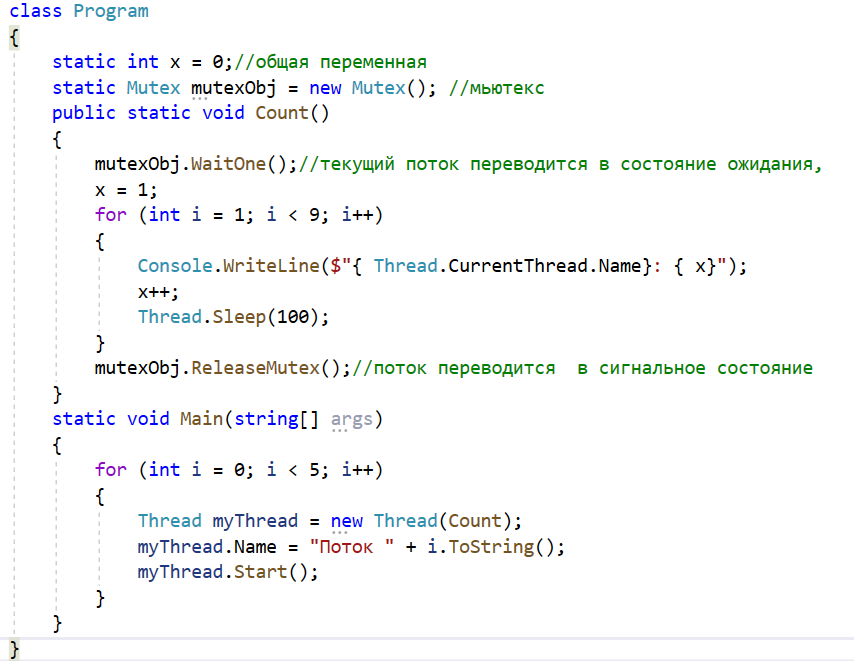 class Program
{
    static int x = 0;//общая переменная
    static Mutex mutexObj = new Mutex(); //мьютекс
    public static void Count()
    {
        mutexObj.WaitOne();//текущий поток переводится в состояние ожидания,
        x = 1;
        for (int i = 1; i < 9; i++)
        {
            Console.WriteLine($"{ Thread.CurrentThread.Name}: { x}");
            x++;
            Thread.Sleep(100);
        }
        mutexObj.ReleaseMutex();//поток переводится  в сигнальное состояние
    }
    static void Main(string[] args)
    {
        for (int i = 0; i < 5; i++)
        {
            Thread myThread = new Thread(Count);
            myThread.Name = "Поток " + i.ToString();
            myThread.Start();
        }
    }
}